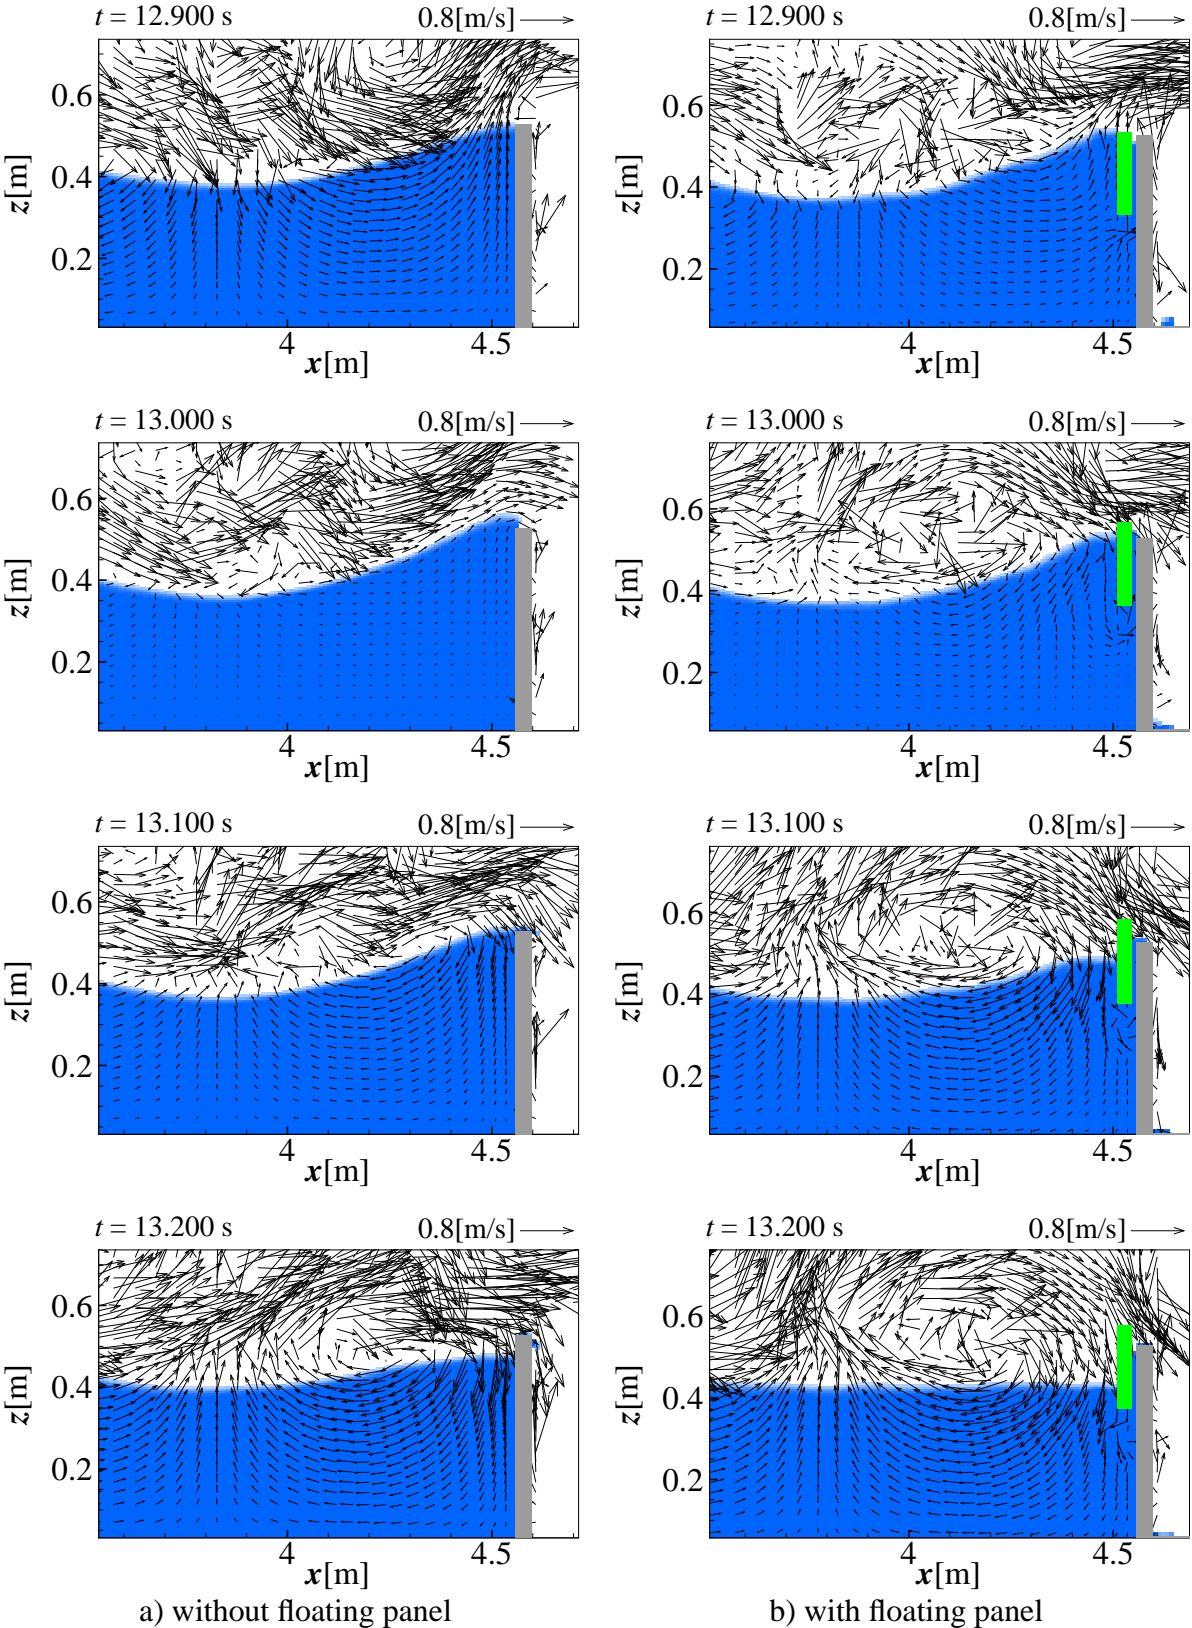 t = 12.900 s 0.8[m/s] t = 12.900 s 0.8[m/s]
0.6 0.6
z[m] z[m]
0.4 0.4
0.2 0.2
4 4.5 4 4.5
x[m] x[m]
t = 13.000 s 0.8[m/s] t = 13.000 s 0.8[m/s]
0.6 0.6
z[m] z[m]
0.4 0.4
0.2 0.2
4 4.5 4 4.5
x[m] x[m]
t = 13.100 s 0.8[m/s] t = 13.100 s 0.8[m/s]
0.6 0.6
z[m] z[m]
0.4 0.4
0.2 0.2
4 4.5 4 4.5
x[m] x[m]
t = 13.200 s 0.8[m/s] t = 13.200 s 0.8[m/s]
0.6 0.6
z[m] z[m]
0.4 0.4
0.2 0.2
4 4.5 4 4.5
x[m] x[m]
a) without floating panel b) with floating panel